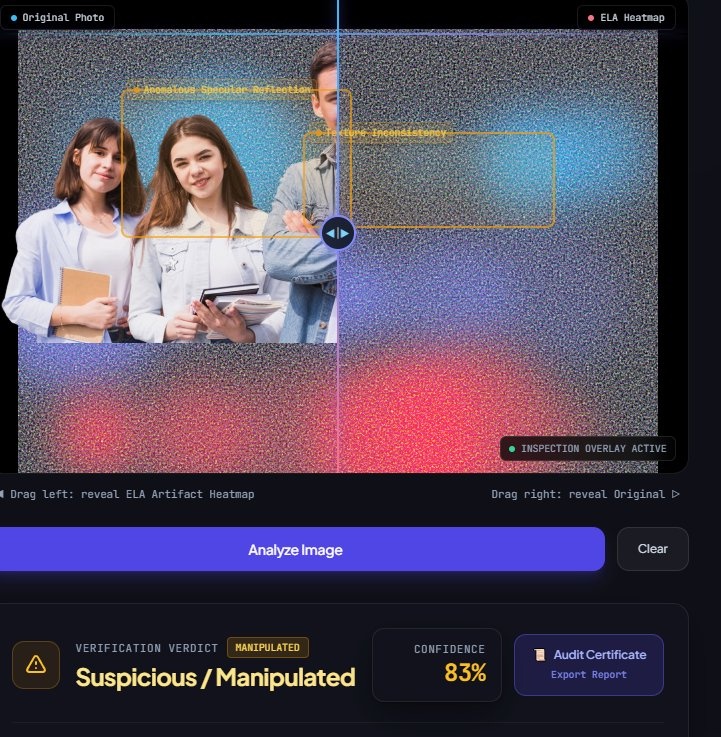 Original Photo
ELA Heatmap
Anomalous Specular Reflection
Texture Inconsistency
INSPECTION OVERLAY ACTIVE
Drag left: reveal ELA Artifact Heatmap
Drag right: reveal Original
Analyze Image
Clear
VERIFICATION VERDICT
MANIPULATED
Suspicious / Manipulated
CONFIDENCE
83%
Audit Certificate
Export Report